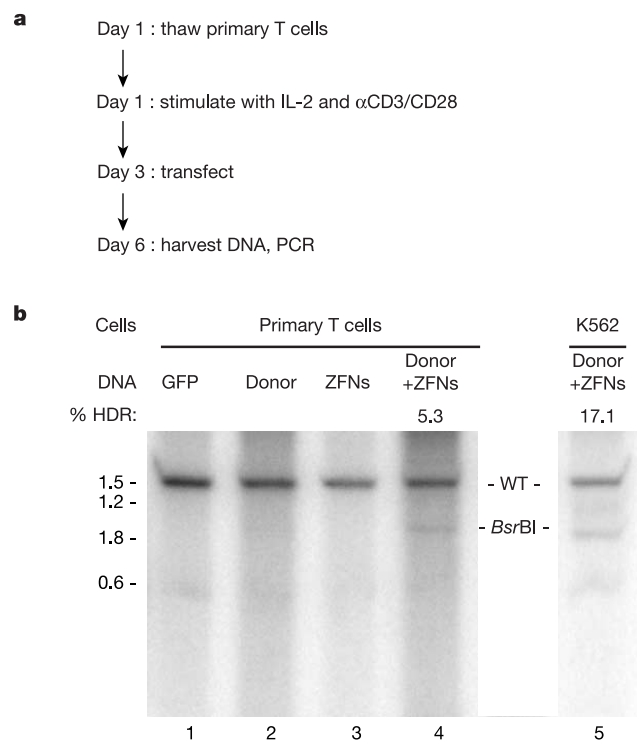 a
Day 1 : thaw primary T cells
Day 1 : stimulate with IL-2 and αCD3/CD28
Day 3 : transfect
Day 6 : harvest DNA, PCR
b
Cells Primary T cells K562
DNA GFP Donor ZFNs Donor +ZFNs Donor +ZFNs
% HDR: 5.3 17.1
1.5 - - WT -
1.2 -
- BsrBI -
1.8 -
0.6 -
1 2 3 4 5